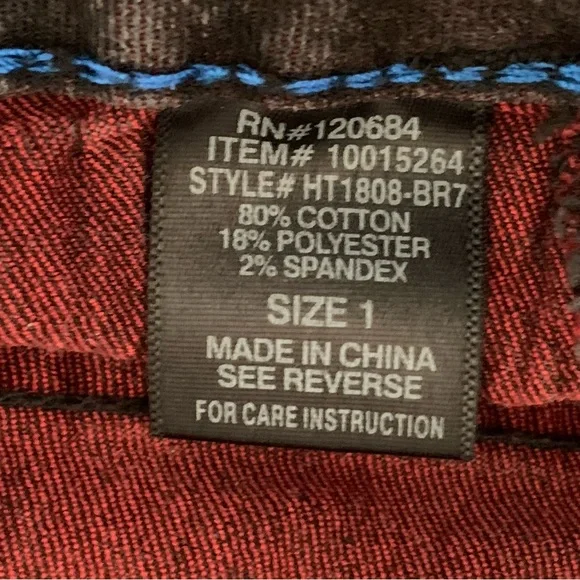 RN#120684
ITEM# 10015264
STYLE# HT1808-BR7
80% COTTON
18% POLYESTER
2% SPANDEX
SIZE 1
MADE IN CHINA
SEE REVERSE
FOR CARE INSTRUCTION